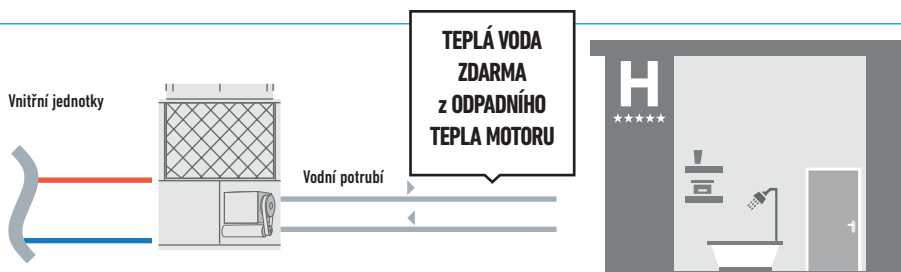 Vnitřní jednotky
Vodní potrubí
TEPLÁ VODA
ZDARMA
z ODPADNÍHO
TEPLA MOTORU
H
★★★★★